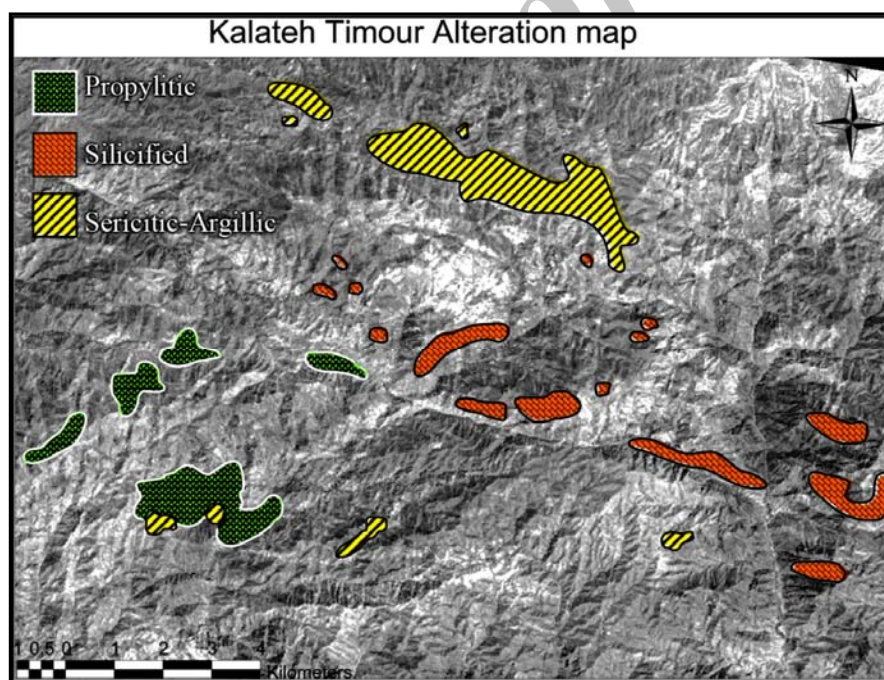 Kalateh Timour Alteration map
N
Propylitic
Silicified
Sericitic-Argillic
1 0,5 0 1 2 3 4
Kilometers